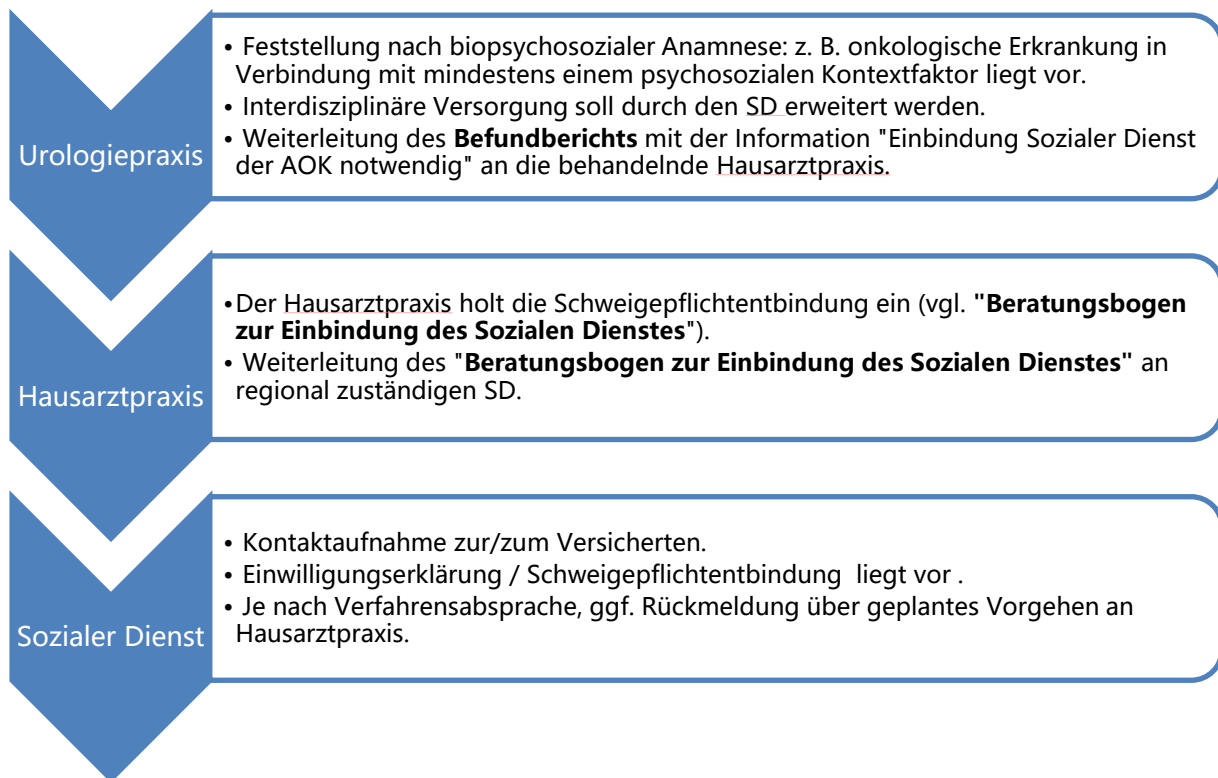 Urologiepraxis
• Feststellung nach biopsychosozialer Anamnese: z. B. onkologische Erkrankung in
Verbindung mit mindestens einem psychosozialen Kontextfaktor liegt vor.
• Interdisziplinäre Versorgung soll durch den SD erweitert werden.
• Weiterleitung des Befundberichts mit der Information "Einbindung Sozialer Dienst
der AOK notwendig" an die behandelnde Hausarztpraxis.
Hausarztpraxis
• Der Hausarztpraxis holt die Schweigepflichtentbindung ein (vgl. "Beratungsbogen
zur Einbindung des Sozialen Dienstes").
• Weiterleitung des "Beratungsbogen zur Einbindung des Sozialen Dienstes" an
regional zuständigen SD.
Sozialer Dienst
• Kontaktaufnahme zur/zum Versicherten.
• Einwilligungserklärung / Schweigepflichtentbindung liegt vor .
• Je nach Verfahrensabsprache, ggf. Rückmeldung über geplantes Vorgehen an
Hausarztpraxis.